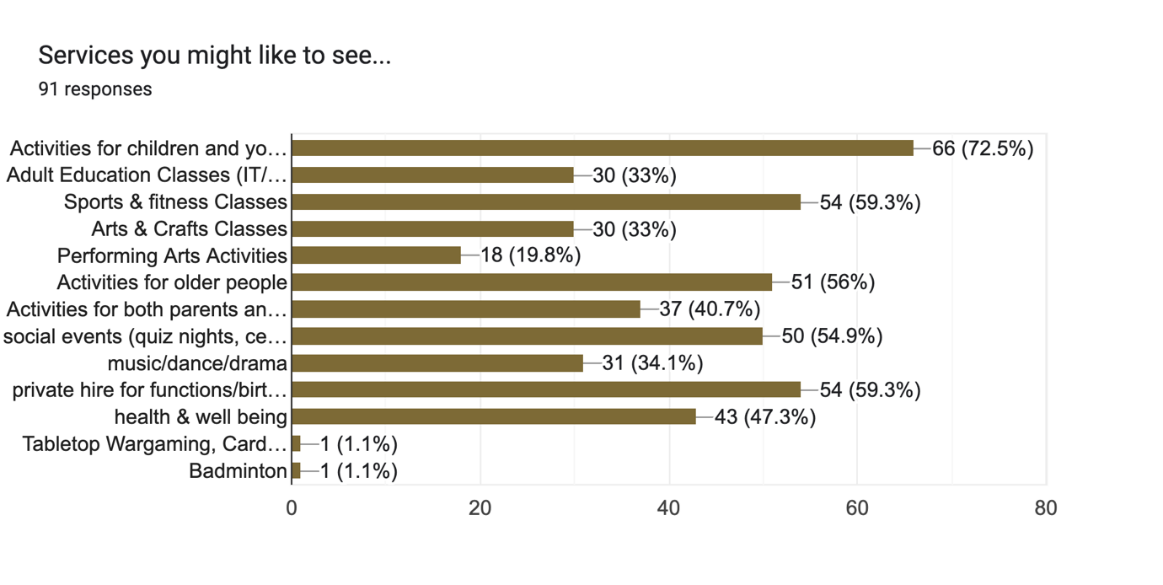 Services you might like to see...
91 responses
Activities for children and yo... 66 (72.5%)
Adult Education Classes (IT/... 30 (33%)
Sports & fitness Classes 54 (59.3%)
Arts & Crafts Classes 30 (33%)
Performing Arts Activities 18 (19.8%)
Activities for older people 51 (56%)
Activities for both parents an... 37 (40.7%)
social events (quiz nights, ce... 50 (54.9%)
music/dance/drama 31 (34.1%)
private hire for functions/birt... 54 (59.3%)
health & well being 43 (47.3%)
Tabletop Wargaming, Card... 1 (1.1%)
Badminton 1 (1.1%)
0 20 40 60 80